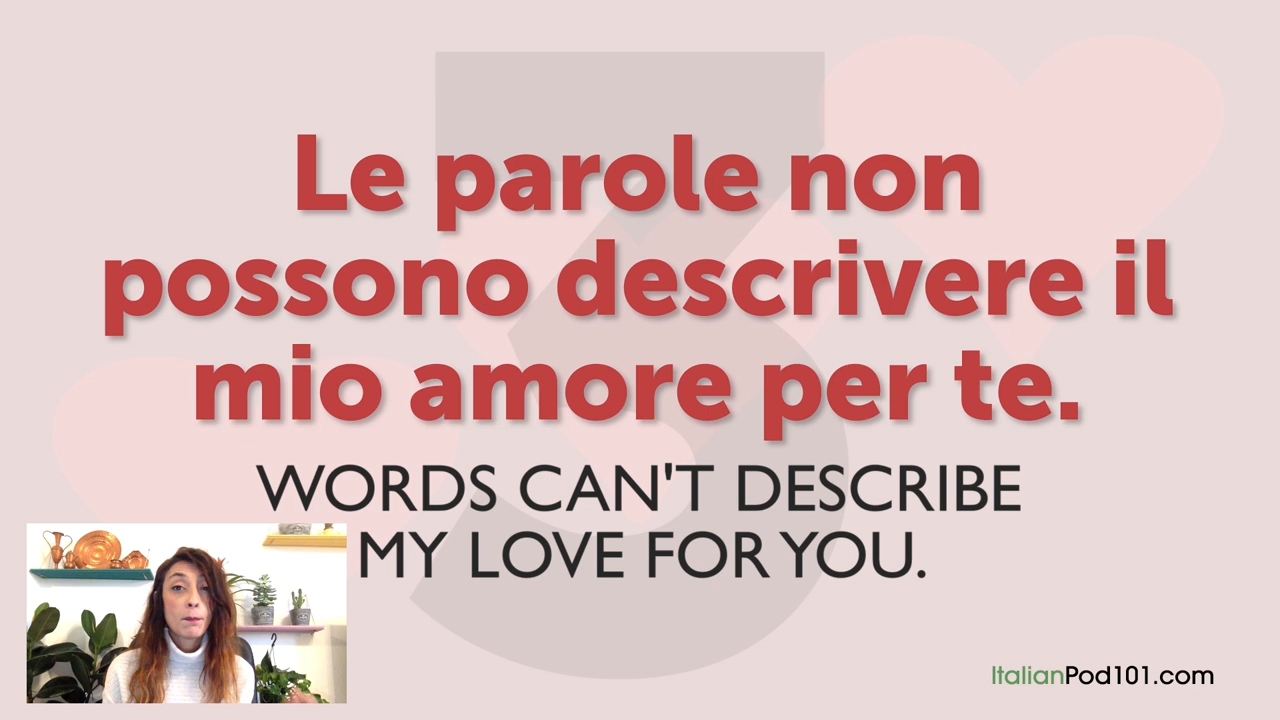 Le parole non
possono descrivere il
mio amore per te.
WORDS CAN'T DESCRIBE
MY LOVE FOR YOU.
ItalianPod101.com